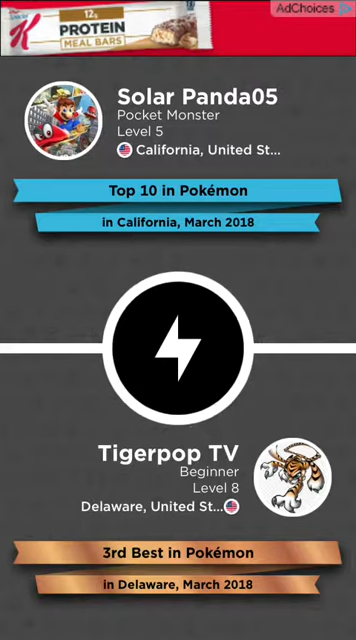 AdChoices
Special
K
12g
PROTEIN
MEAL BARS
Solar Panda05
Pocket Monster
Level 5
California, United St...
Top 10 in Pokémon
in California, March 2018
Tigerpop TV
Beginner
Level 8
Delaware, United St...
3rd Best in Pokémon
in Delaware, March 2018